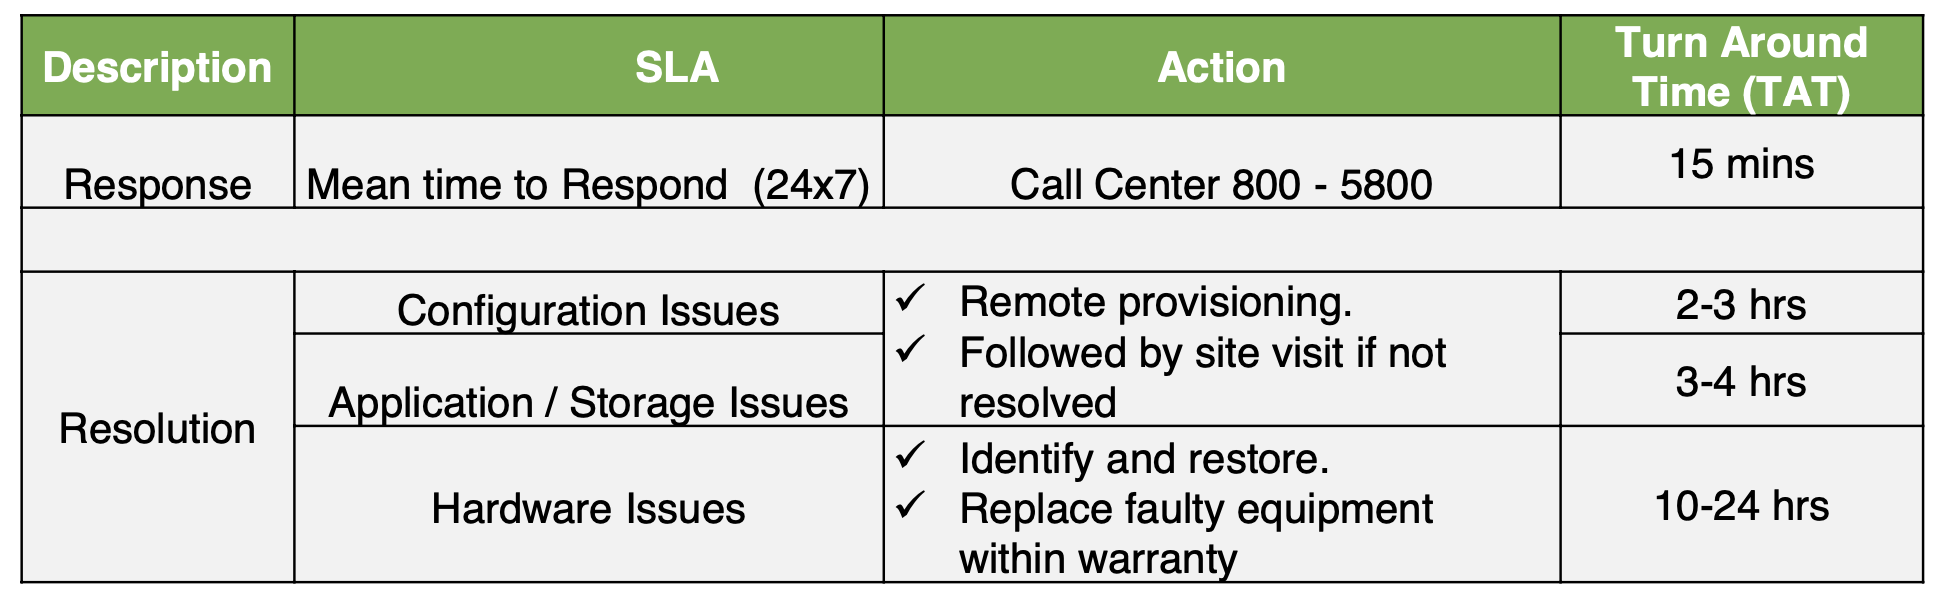 Description SLA Action Turn Around
Time (TAT)
Response Mean time to Respond (24x7) Call Center 800 - 5800 15 mins
Resolution
Configuration Issues
Application / Storage Issues
✓ Remote provisioning.
✓ Followed by site visit if not
resolved
2-3 hrs
3-4 hrs
Hardware Issues
✓ Identify and restore.
✓ Replace faulty equipment
within warranty
10-24 hrs